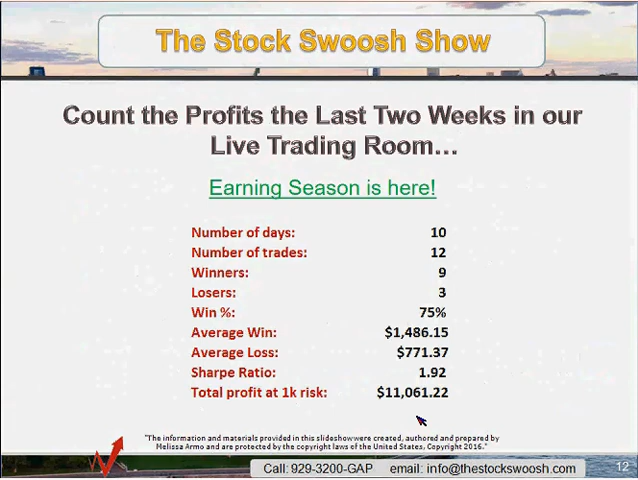 The Stock Swoosh Show
Count the Profits the Last Two Weeks in our
Live Trading Room…
Earning Season is here!
Number of days: 10
Number of trades: 12
Winners: 9
Losers: 3
Win %: 75%
Average Win: $1,486.15
Average Loss: $771.37
Sharpe Ratio: 1.92
Total profit at 1k risk: $11,061.22
"The information and materials provided in this slideshow were created, authored and prepared by
Melissa Armo and are protected by the copyright laws of the United States. Copyright 2016."
Call: 929-3200-GAP email: info@thestockswoosh.com 12